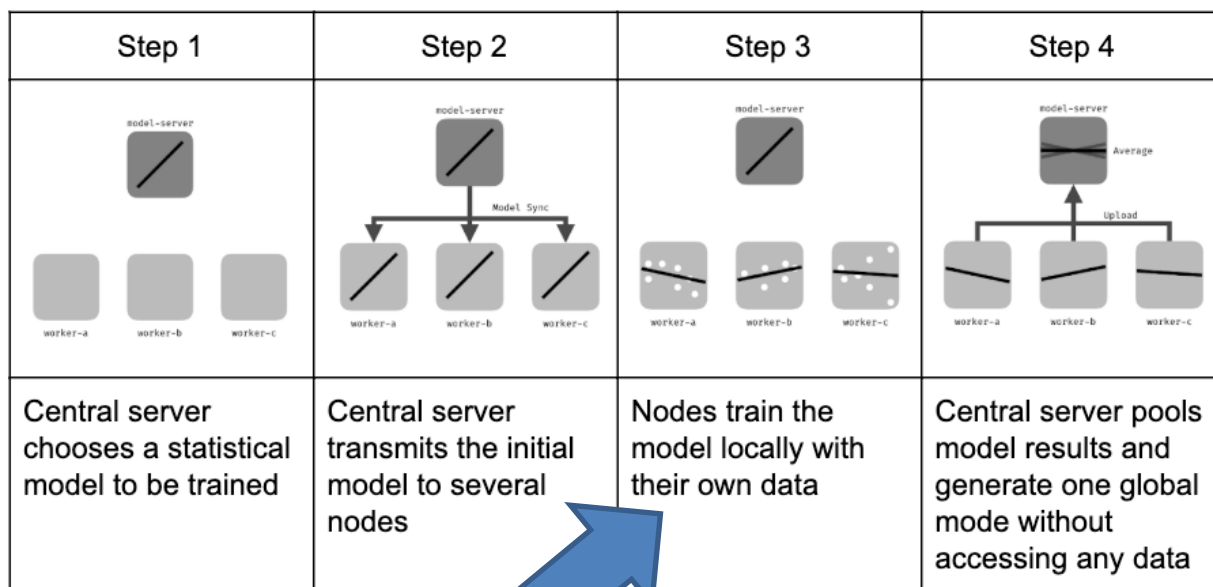 Step 1
Step 2
Step 3
Step 4
model-server
worker-a
worker-b
worker-c
model-server
Model Sync
worker-a
worker-b
worker-c
model-server
worker-a
worker-b
worker-c
model-server
Average
Upload
worker-a
worker-b
worker-c
Central server
chooses a statistical
model to be trained
Central server
transmits the initial
model to several
nodes
Nodes train the
model locally with
their own data
Central server pools
model results and
generate one global
mode without
accessing any data